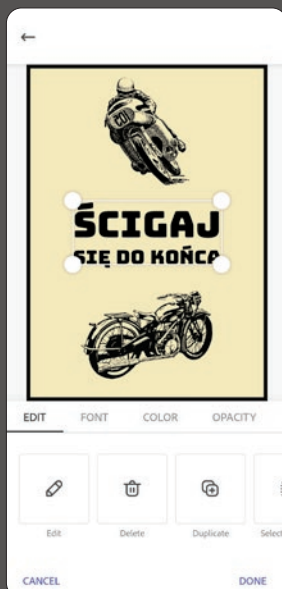 ŚCIGAJ
SIĘ DO KOŃCA
EDIT FONT COLOR OPACITY
Edit Delete Duplicate
CANCEL DONE